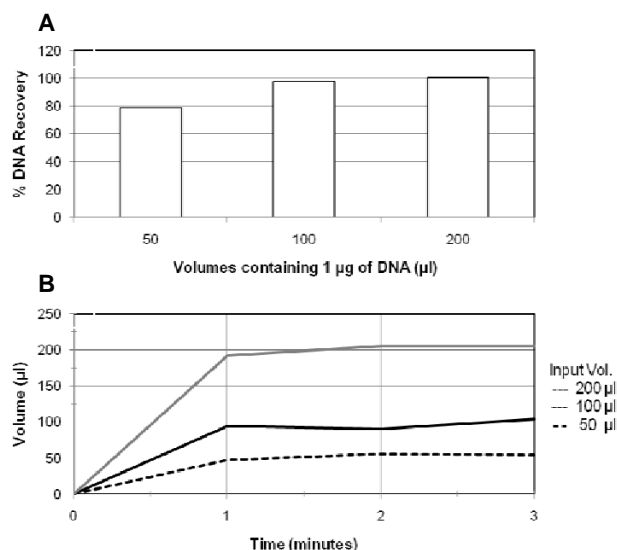 A
120
100
80
60
40
20
0
% DNA Recovery
50 100 200
Volumes containing 1 µg of DNA (µl)
B
250
200
150
100
50
0
Volume (µl)
0 1 2 3
Time (minutes)
Input Vol.
200 µl
100 µl
50 µl